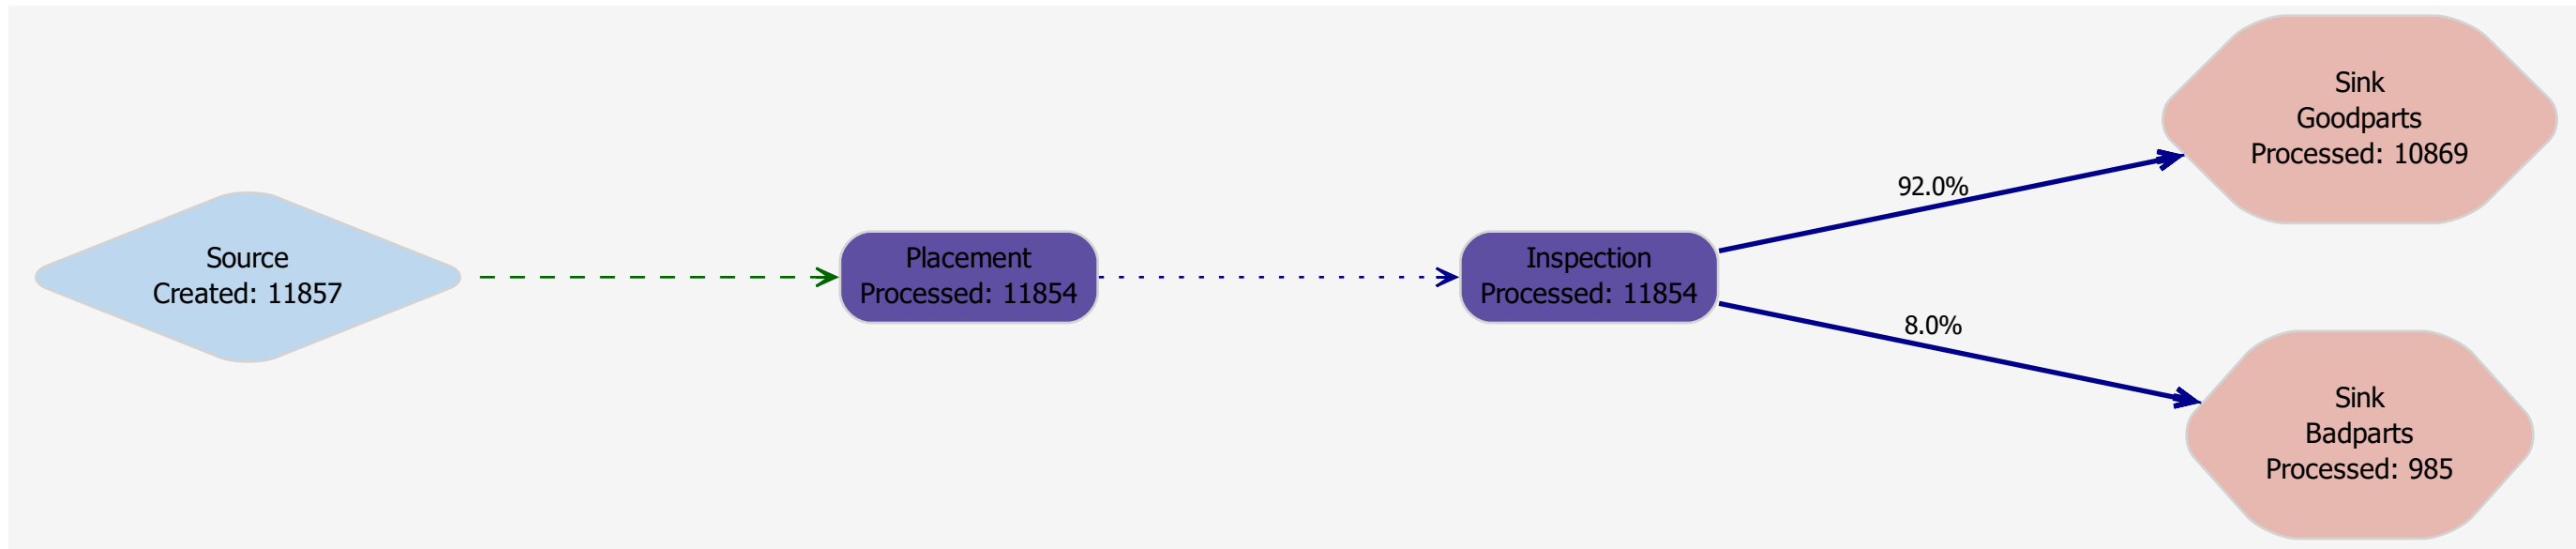 Source
Created: 11857
Placement
Processed: 11854
Inspection
Processed: 11854
92.0%
8.0%
Sink
Goodparts
Processed: 10869
Sink
Badparts
Processed: 985